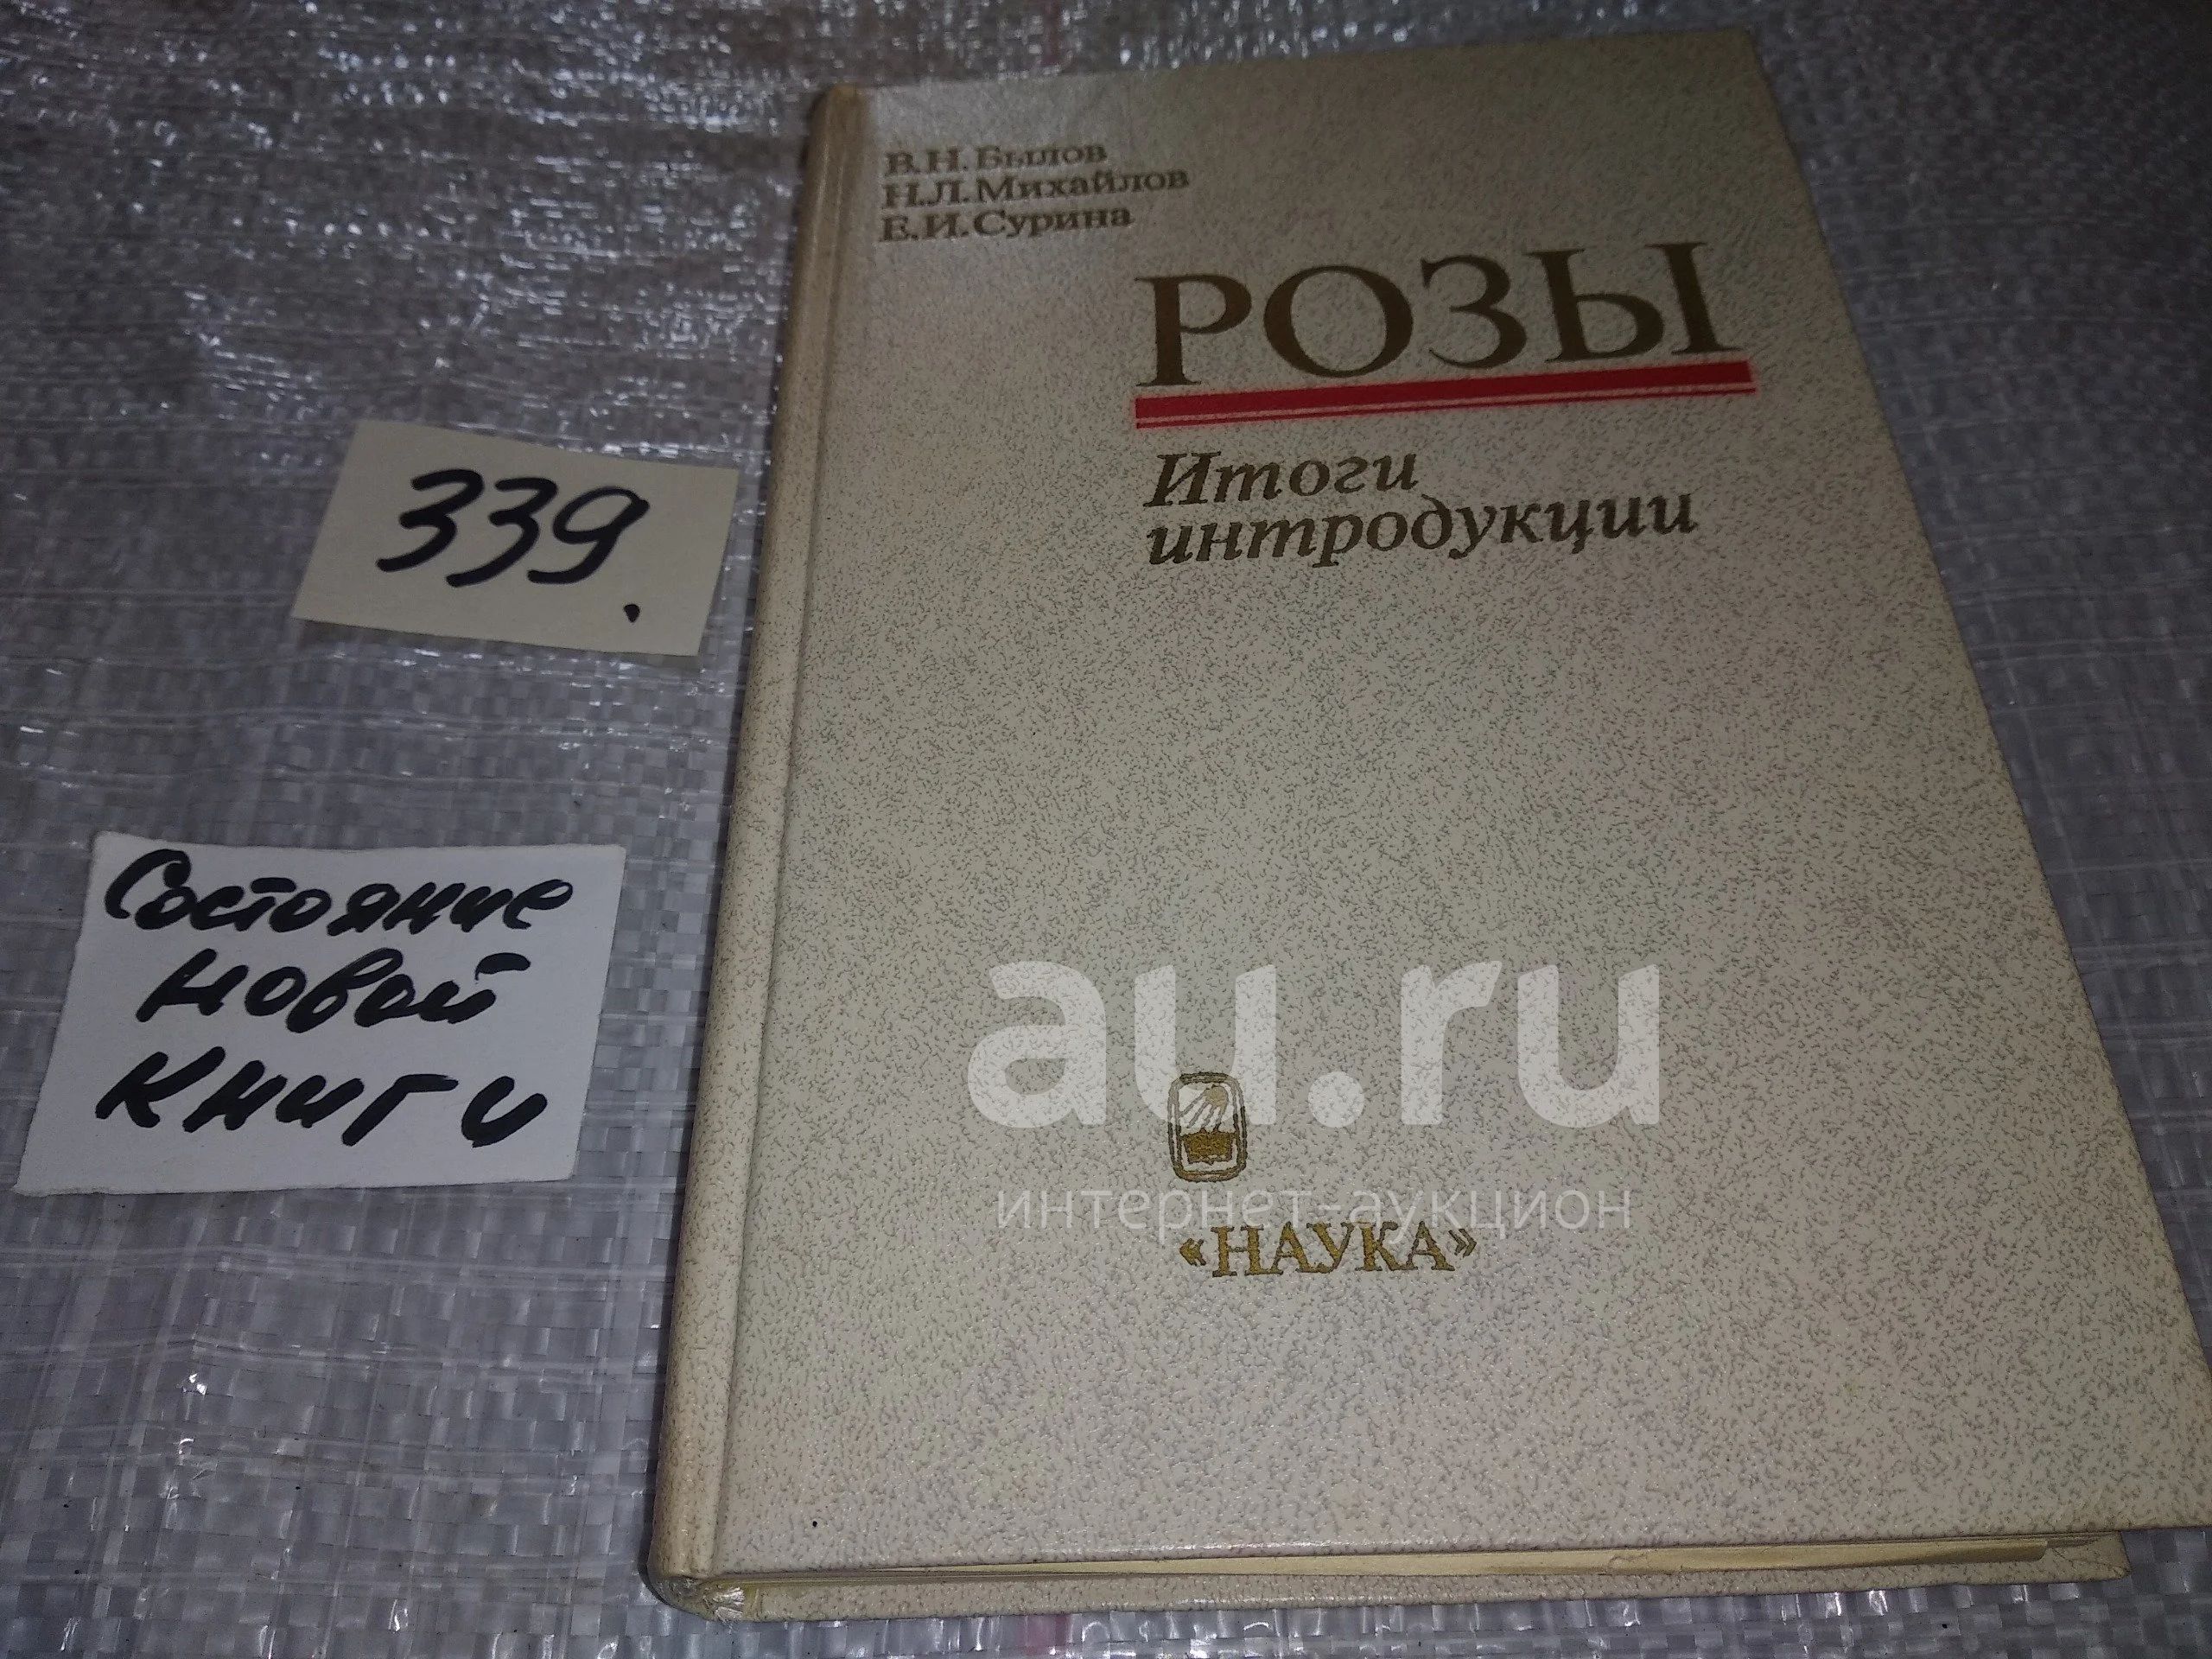 В.Н.Былов
Н.Л.Михайлов
Е.И.Сурина
РОЗЫ
Итоги
интродукции
339.
Состояние
новой
книги
au.ru
интернет-аукцион
«НАУКА»